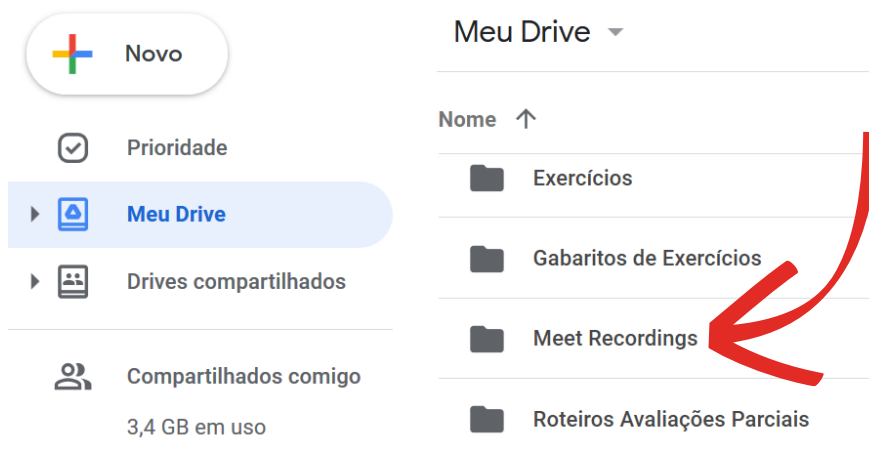 Novo
Prioridade
Meu Drive
Drives compartilhados
Compartilhados comigo
3,4 GB em uso
Meu Drive
Nome
Exercícios
Gabaritos de Exercícios
Meet Recordings
Roteiros Avaliações Parciais